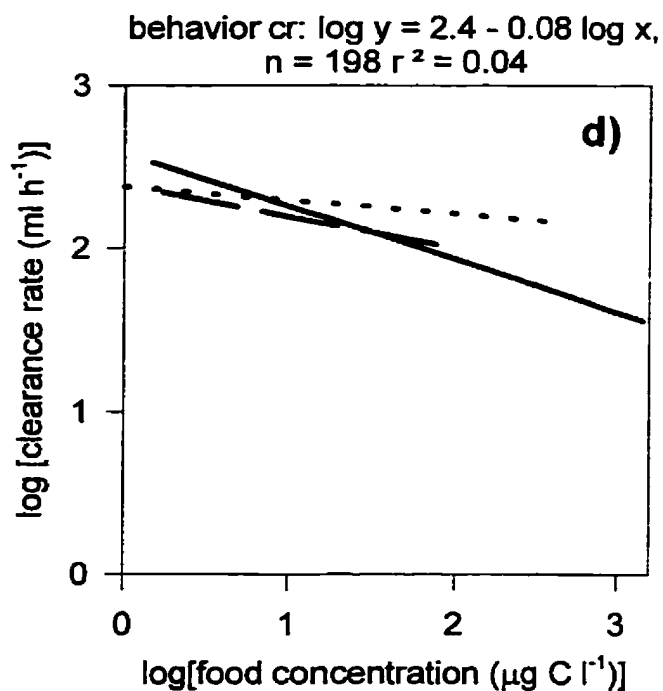 behavior cr: log y = 2.4 - 0.08 log x,
n = 198 r² = 0.04
d)
3
2
1
0
log [clearance rate (ml h⁻¹)]
0 1 2 3
log[food concentration (µg C l⁻¹)]